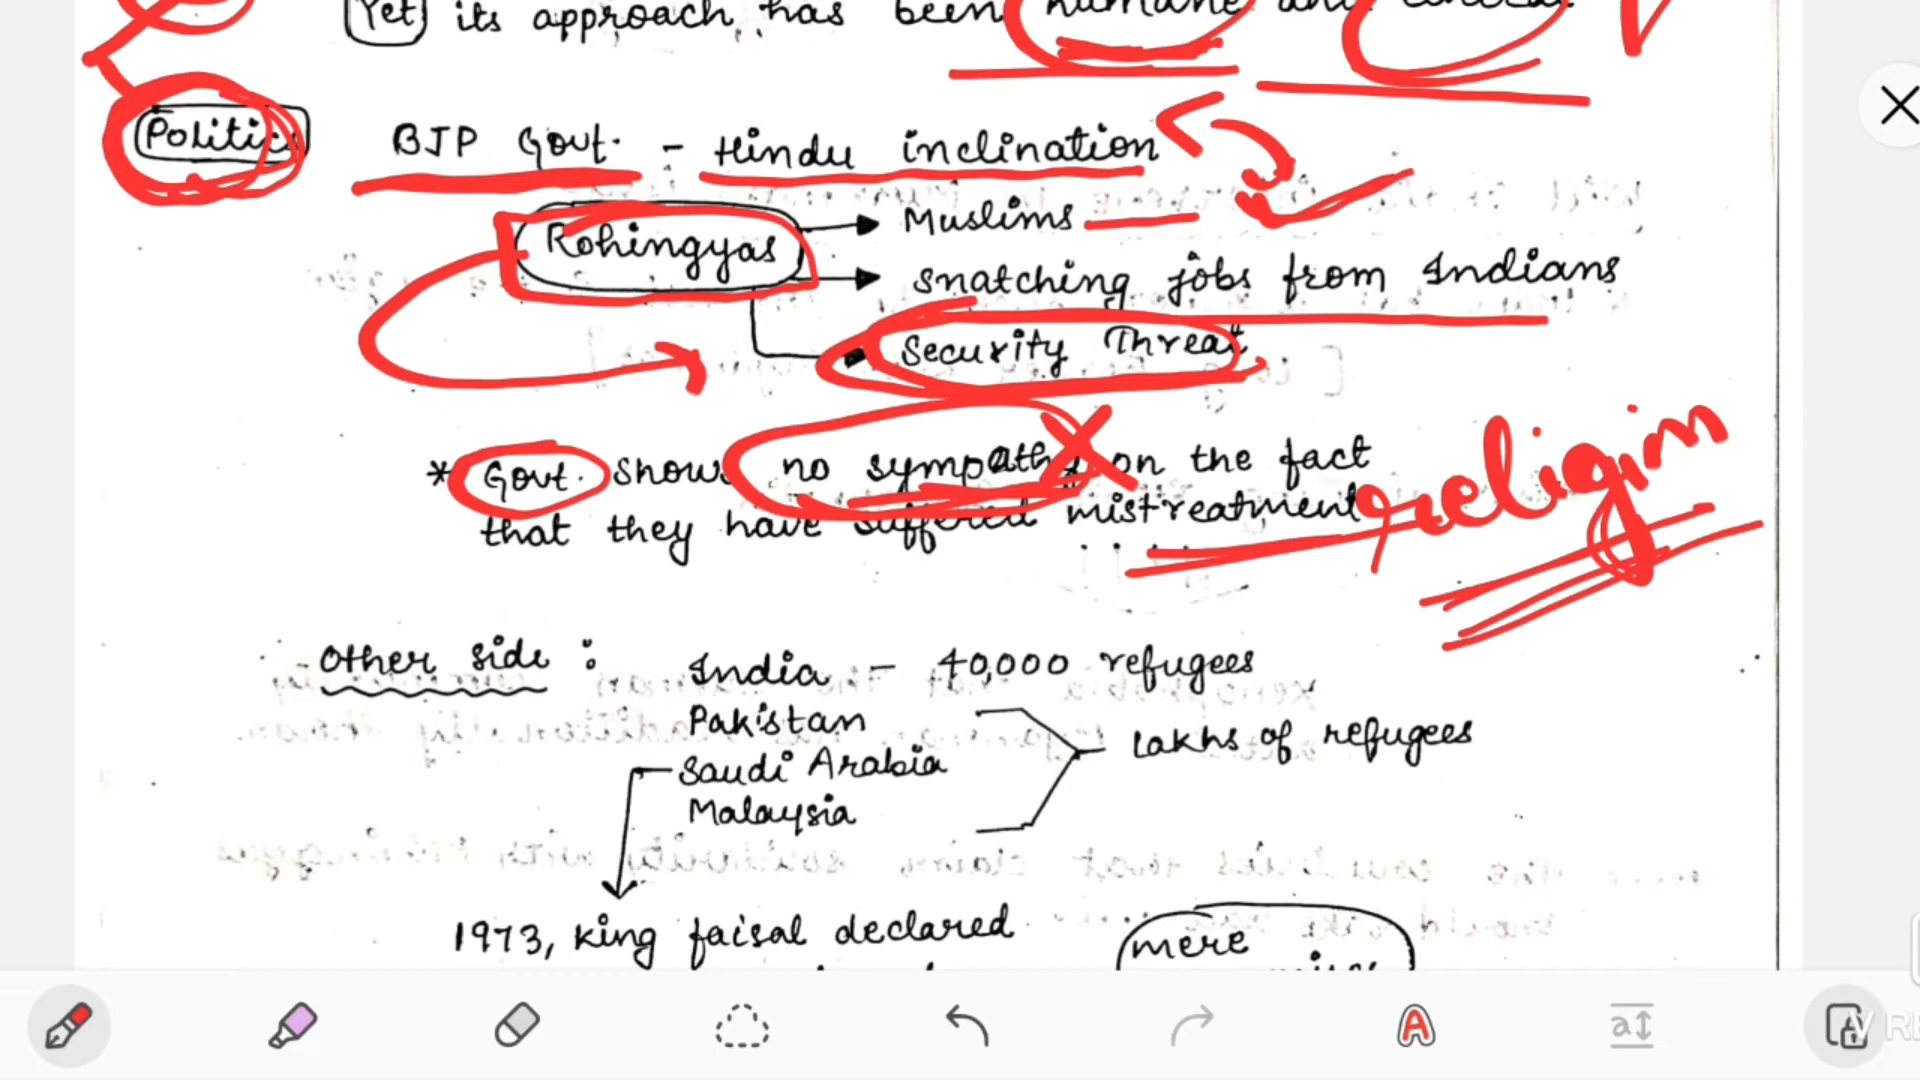 Yet its approach has been humane and
Politics
BJP Govt. - Hindu inclination
Rohingyas
Muslims
snatching jobs from Indians
Security Threat
* Govt. Shows no sympathy on the fact
that they have suffered mistreatment
religion
Other side :
India - 40,000 refugees
Pakistan
Saudi Arabia
Malaysia
Lakhs of refugees
1973, King faisal declared
mere